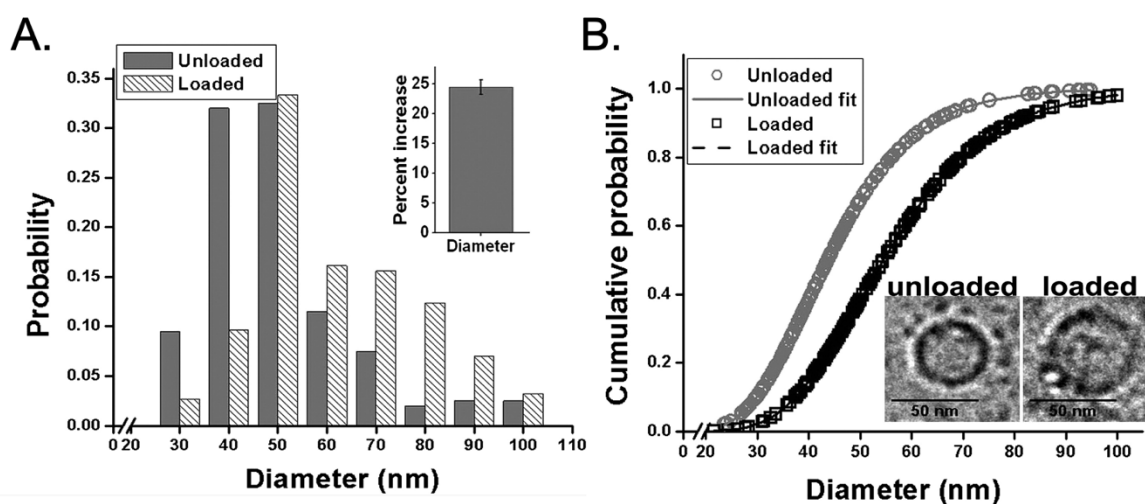 A.
Unloaded
Loaded
Probability
0.35
0.30
0.25
0.20
0.15
0.10
0.05
0.00
0 20 30 40 50 60 70 80 90 100 110
Diameter (nm)
Percent increase
25
20
15
10
5
0
Diameter
B.
Unloaded
Unloaded fit
Loaded
Loaded fit
Cumulative probability
1.0
0.8
0.6
0.4
0.2
0.0
0 20 30 40 50 60 70 80 90 100
Diameter (nm)
unloaded loaded
50 nm 50 nm